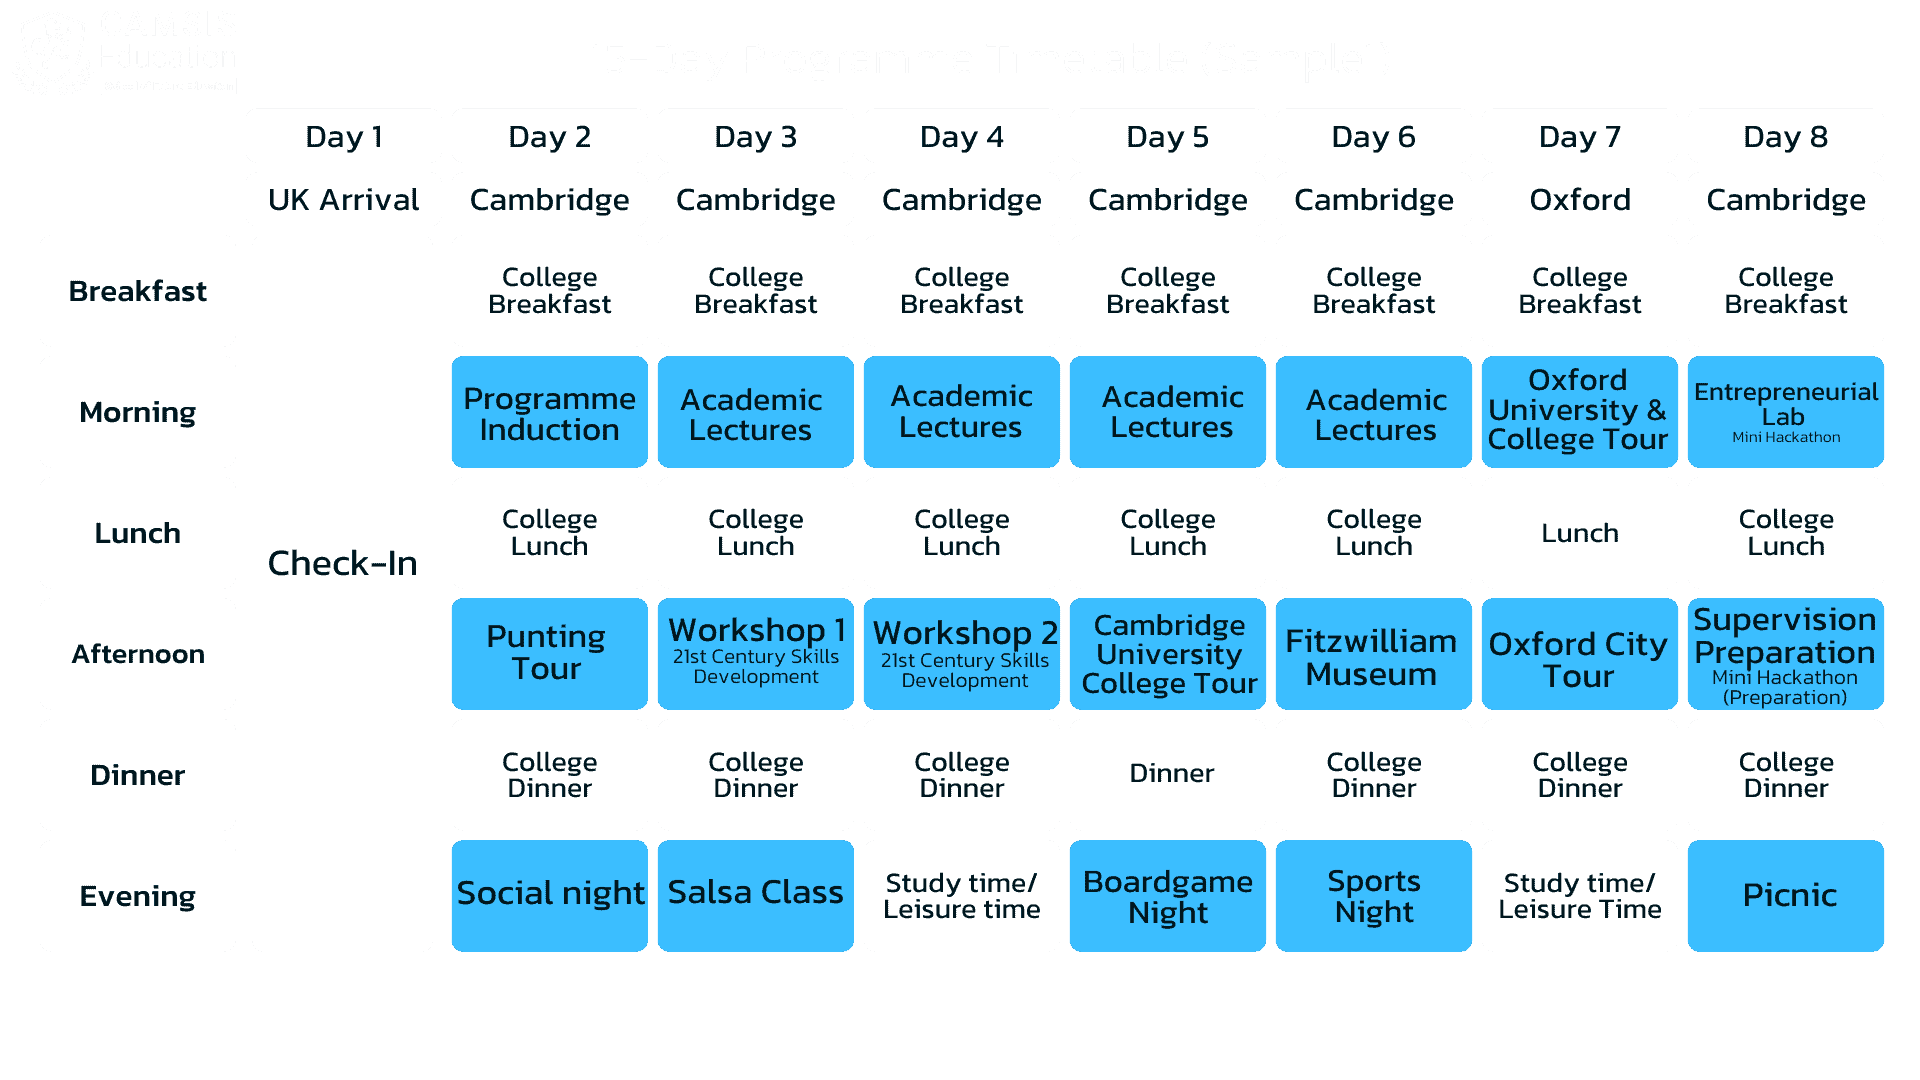 Education
Day 1 Day 2 Day 3 Day 4 Day 5 Day 6 Day 7 Day 8
UK Arrival Cambridge Cambridge Cambridge Cambridge Cambridge Oxford Cambridge
Breakfast
College Breakfast College Breakfast College Breakfast College Breakfast College Breakfast College Breakfast College Breakfast
Morning
Programme
Induction
Academic
Lectures
Academic
Lectures
Academic
Lectures
Academic
Lectures
Oxford
University &
College Tour
Entrepreneurial
Lab
Mini Hackathon
Lunch
College
Lunch
College
Lunch
College
Lunch
College
Lunch
College
Lunch
Lunch
College
Lunch
Check-In
Afternoon
Punting
Tour
Workshop 1
21st Century Skills
Development
Workshop 2
21st Century Skills
Development
Cambridge
University
College Tour
Fitzwilliam
Museum
Oxford City
Tour
Supervision
Preparation
Mini Hackathon
(Preparation)
Dinner
College
Dinner
College
Dinner
College
Dinner
Dinner
College
Dinner
College
Dinner
College
Dinner
Evening
Social night
Salsa Class
Study time/
Leisure time
Boardgame
Night
Sports
Night
Study time/
Leisure Time
Picnic